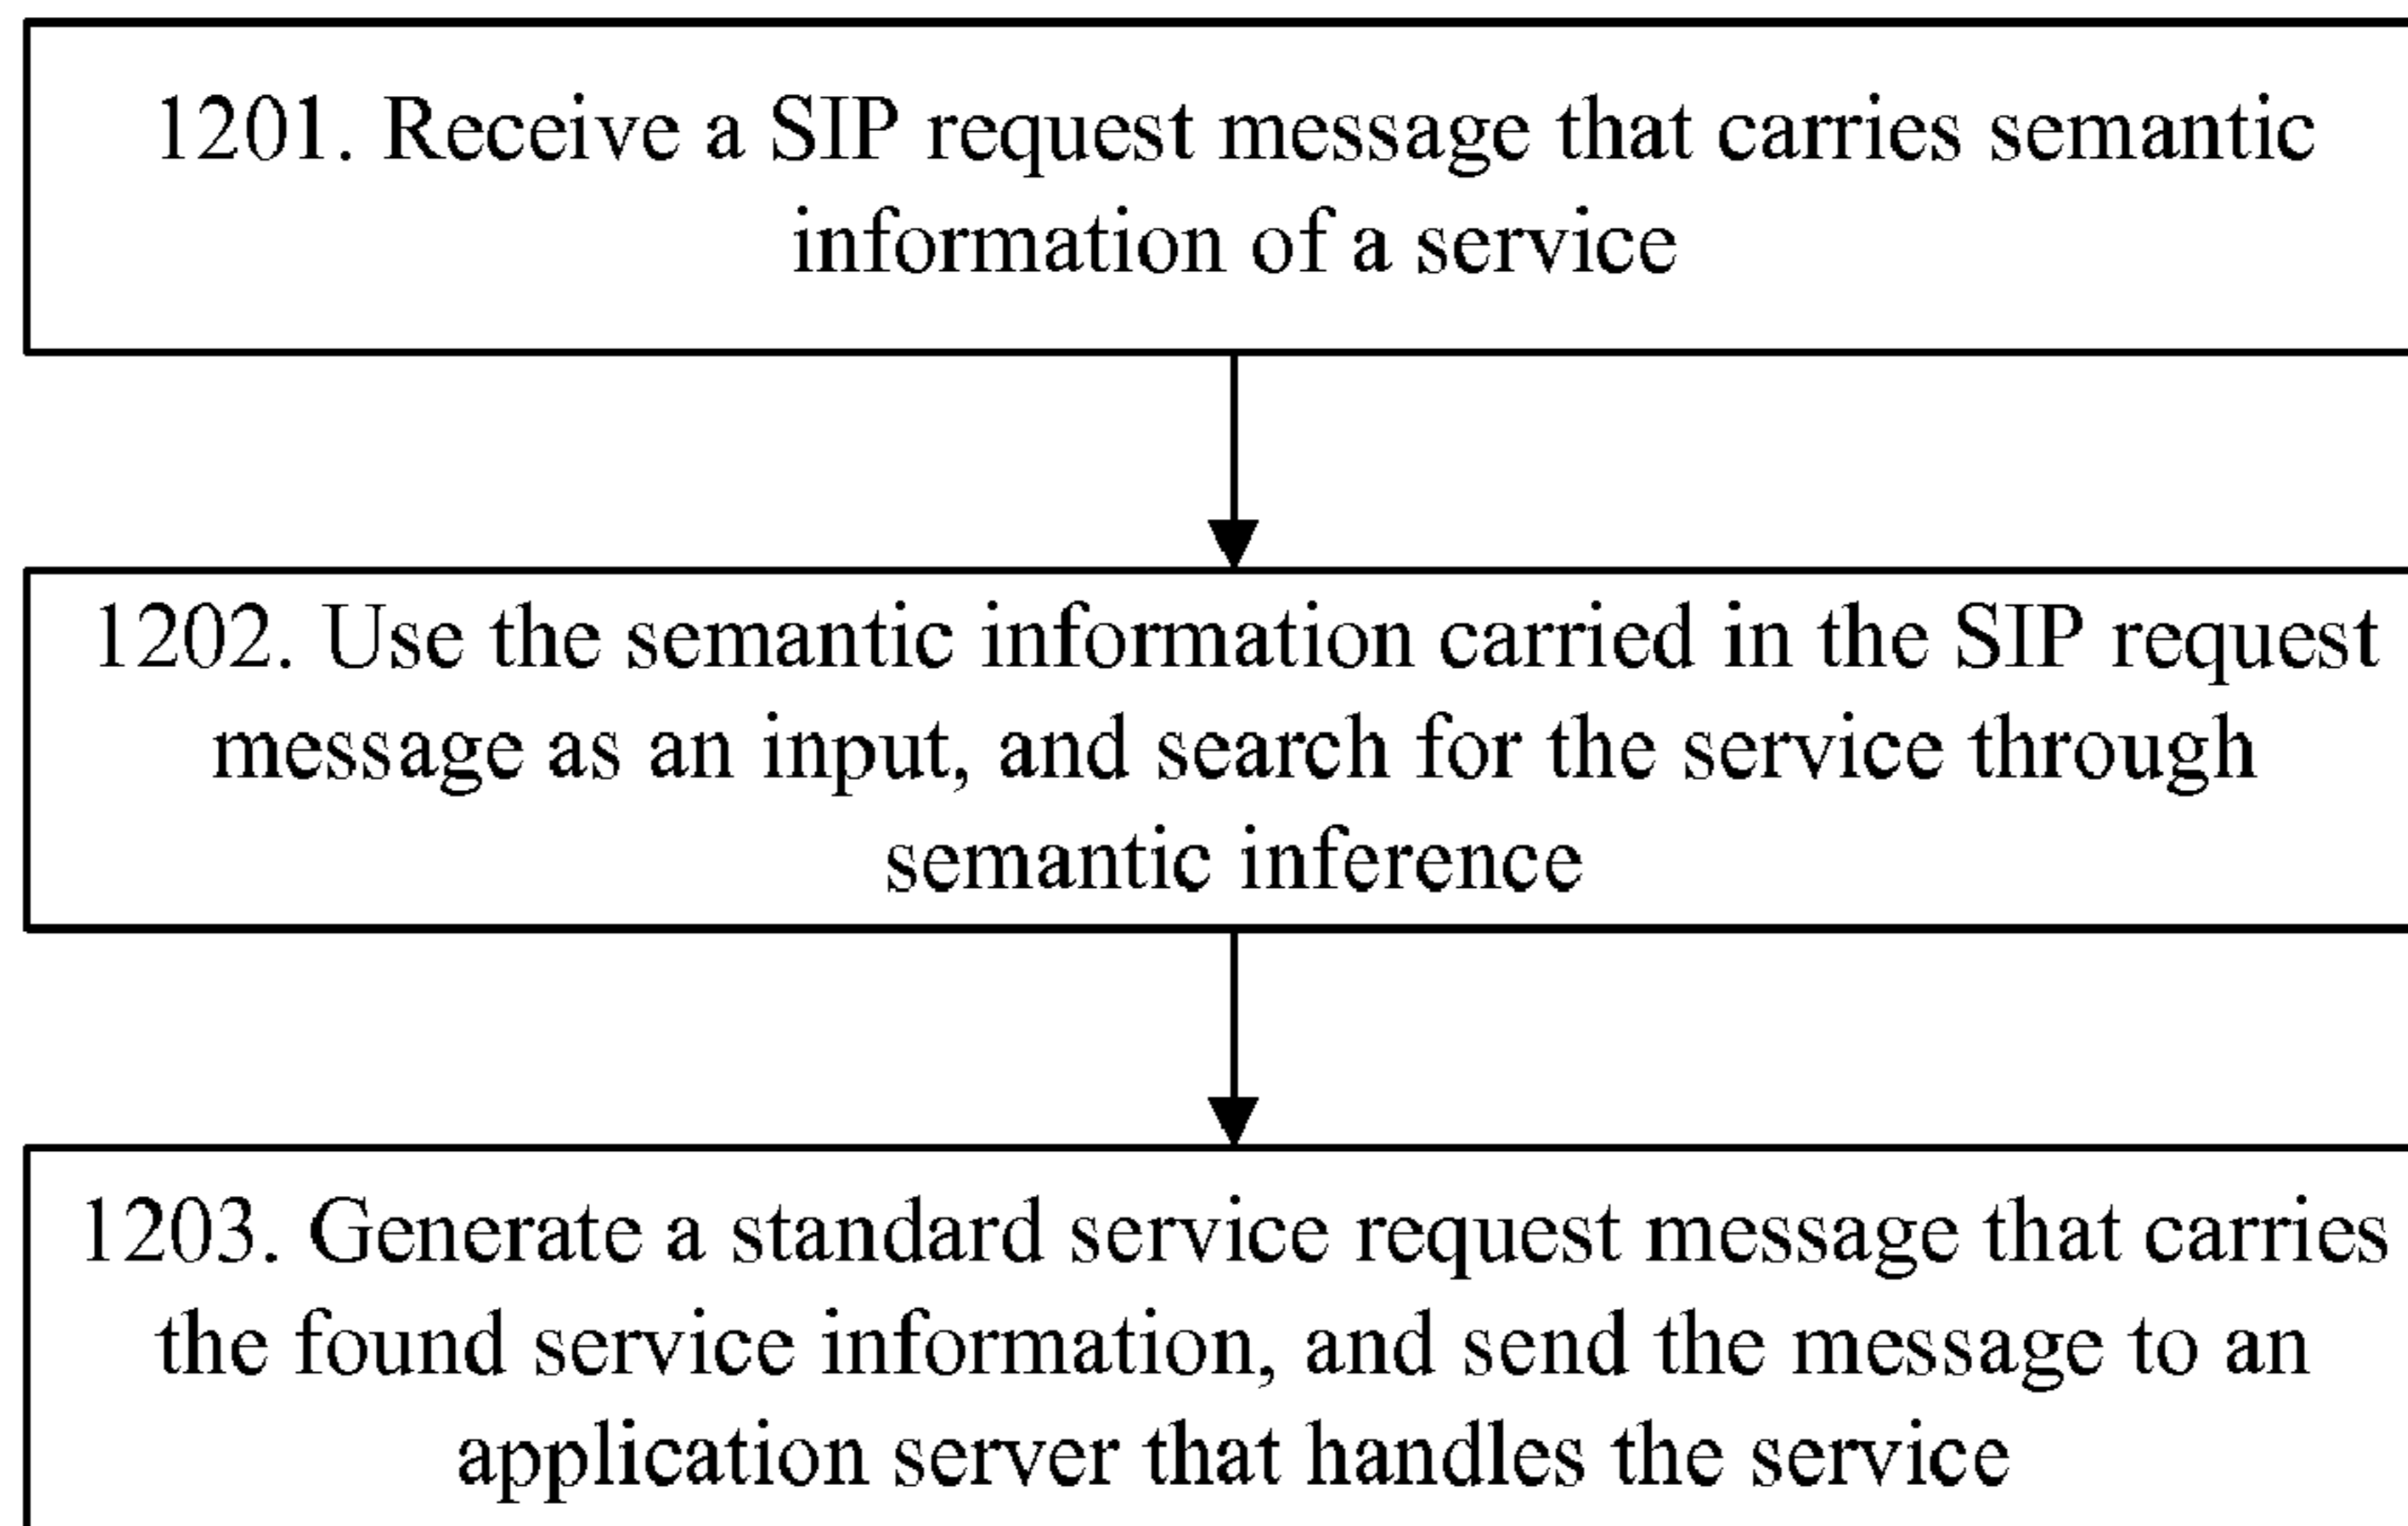 1201. Receive a SIP request message that carries semantic
information of a service
1202. Use the semantic information carried in the SIP request
message as an input, and search for the service through
semantic inference
1203. Generate a standard service request message that carries
the found service information, and send the message to an
application server that handles the service